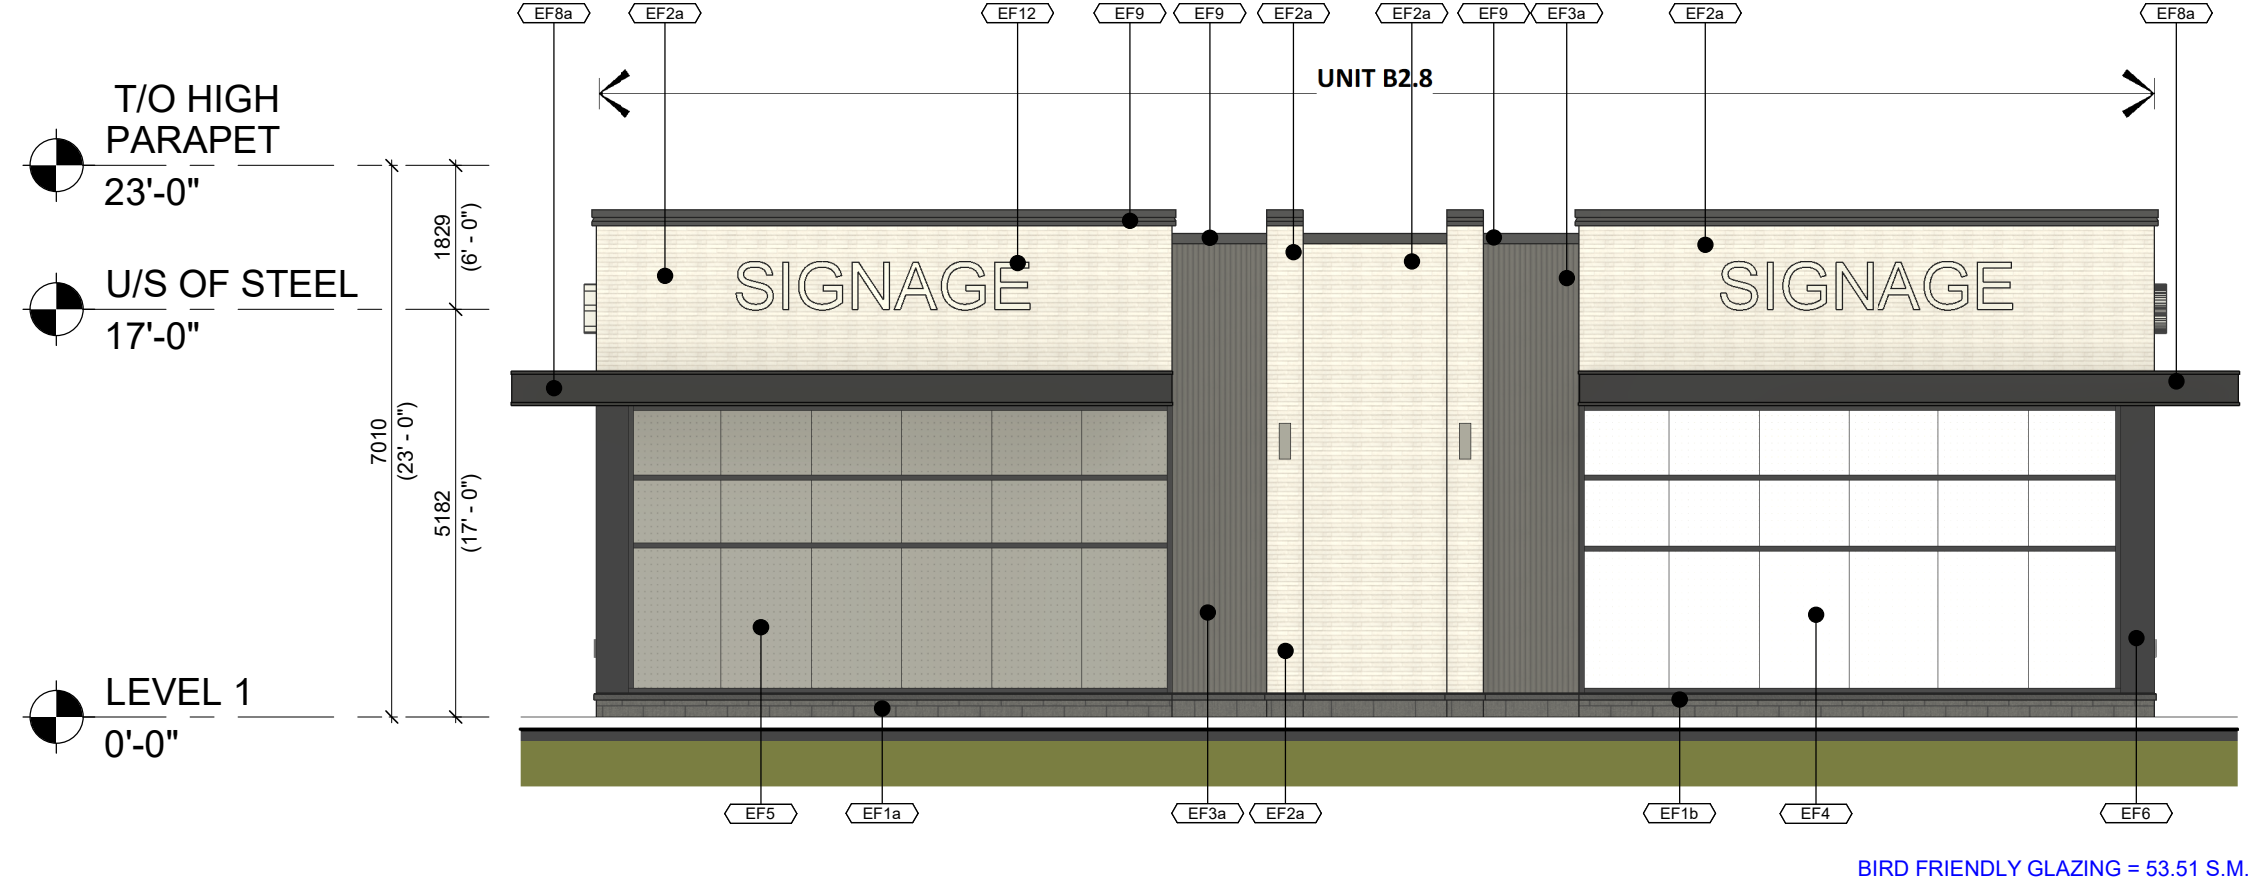 EF8a EF2a EF12 EF9 EF9 EF2a EF2a EF9 EF3a EF2a EF8a
UNIT B2.8
T/O HIGH
PARAPET
23'-0"
U/S OF STEEL
17'-0"
LEVEL 1
0'-0"
7010
(23' - 0")
1829
(6' - 0")
5182
(17' - 0")
SIGNAGE SIGNAGE
EF5 EF1a EF3a EF2a EF1b EF4 EF6
BIRD FRIENDLY GLAZING = 53.51 S.M.